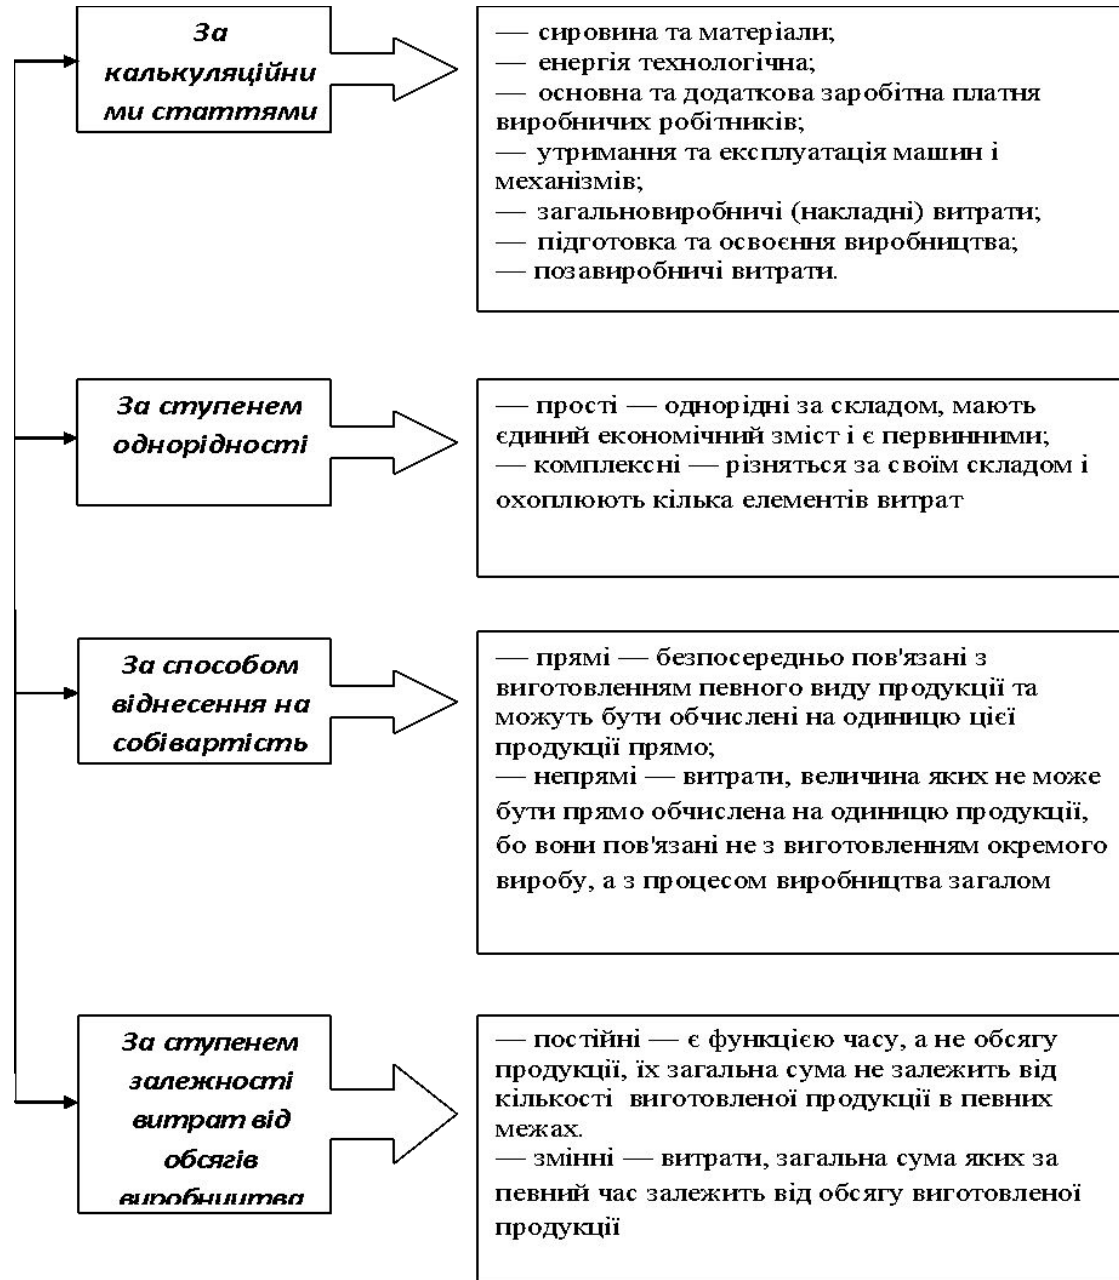 За
калькуляційни
ми статтями
— сировина та матеріали;
— енергія технологічна;
— основна та додаткова заробітна платня
виробничих робітників;
— утримання та експлуатація машин і
механізмів;
— загальновиробничі (накладні) витрати;
— підготовка та освоєння виробництва;
— позавиробничі витрати.
За ступенем
однорідності
— прості — однорідні за складом, мають
єдиний економічний зміст і є первинними;
— комплексні — різняться за своїм складом і
охоплюють кілька елементів витрат
За способом
віднесення на
собівартість
— прямі — безпосередньо пов'язані з
виготовленням певного виду продукції та
можуть бути обчислені на одиницю цієї
продукції прямо;
— непрямі — витрати, величина яких не може
бути прямо обчислена на одиницю продукції,
бо вони пов'язані не з виготовленням окремого
виробу, а з процесом виробництва загалом
За ступенем
залежності
витрат від
обсягів
виробництва
— постійні — є функцією часу, а не обсягу
продукції, їх загальна сума не залежить від
кількості виготовленої продукції в певних
межах.
— змінні — витрати, загальна сума яких за
певний час залежить від обсягу виготовленої
продукції